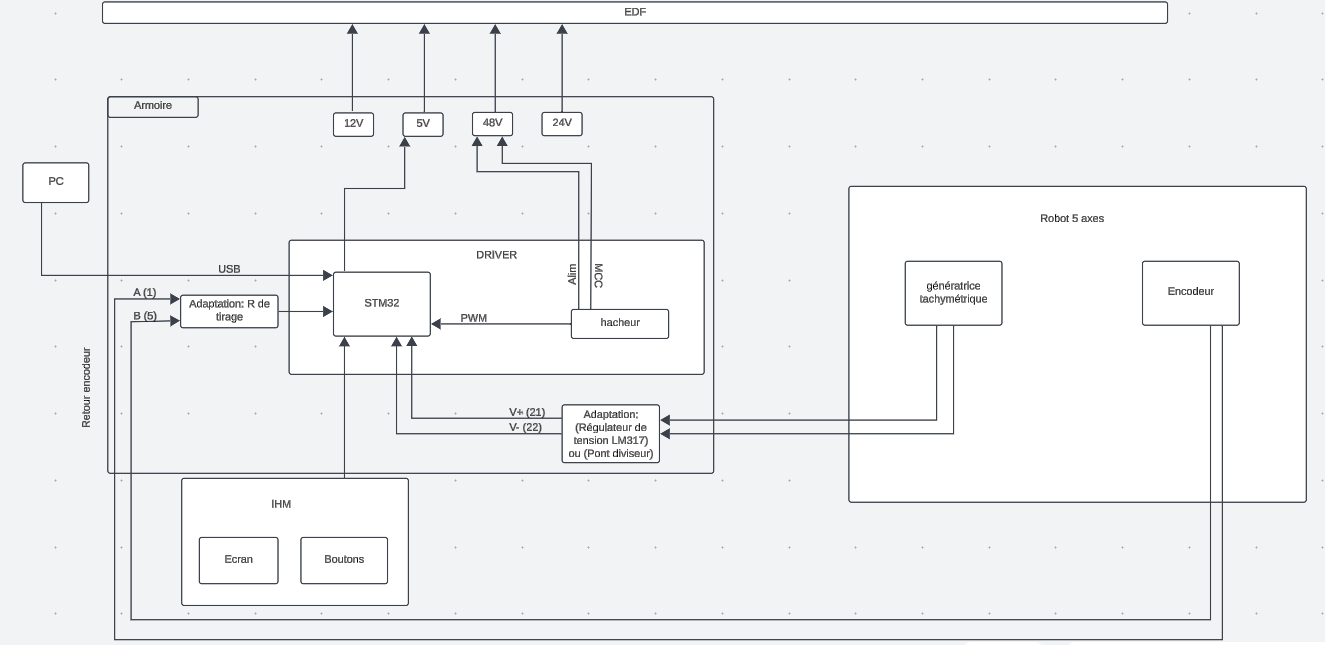 EDF
Armoire
12V
5V
48V
24V
PC
Robot 5 axes
DRIVER
USB
Alim
MCC
génératrice
tachymétrique
Encodeur
A (1)
B (5)
Adaptation: R de
tirage
STM32
PWM
hacheur
Retour encodeur
V+ (21)
V- (22)
Adaptation:
(Régulateur de
tension LM317)
ou (Pont diviseur)
IHM
Ecran
Boutons